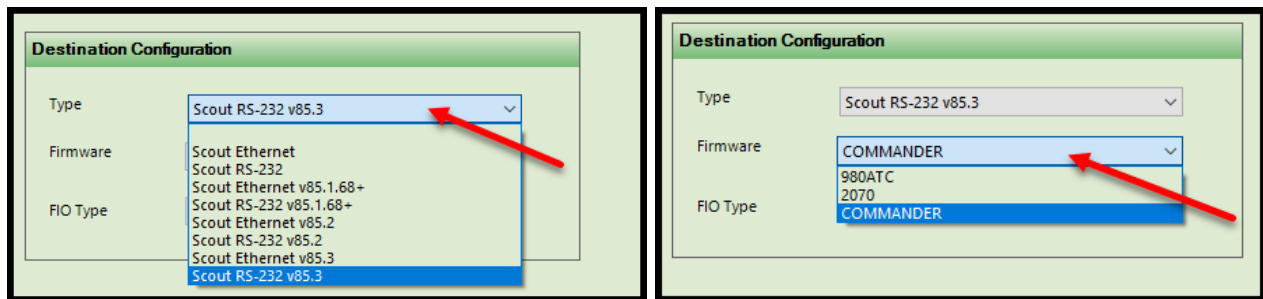 Destination Configuration
Type
Scout RS-232 v85.3
Firmware
Scout Ethernet
Scout RS-232
Scout Ethernet v85.1.68+
Scout RS-232 v85.1.68+
FIO Type
Scout Ethernet v85.2
Scout RS-232 v85.2
Scout Ethernet v85.3
Scout RS-232 v85.3
Destination Configuration
Type
Scout RS-232 v85.3
Firmware
COMMANDER
980ATC
2070
FIO Type
COMMANDER